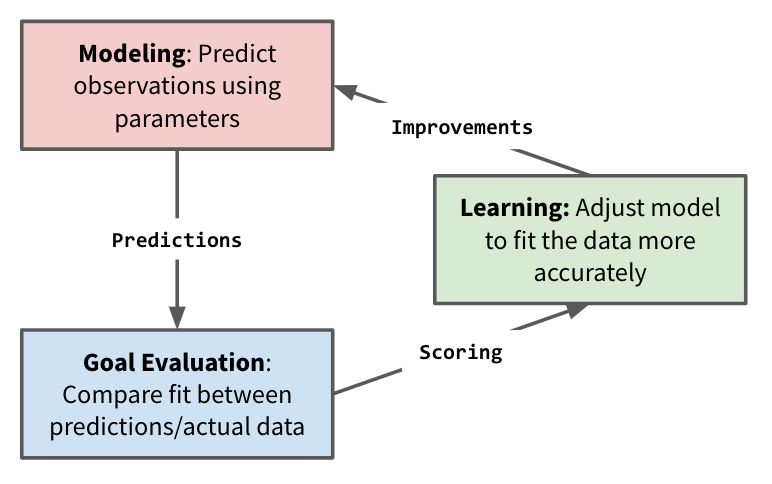 Modeling: Predict
observations using
parameters
Improvements
Learning: Adjust model
to fit the data more
accurately
Predictions
Goal Evaluation:
Compare fit between
predictions/actual data
Scoring